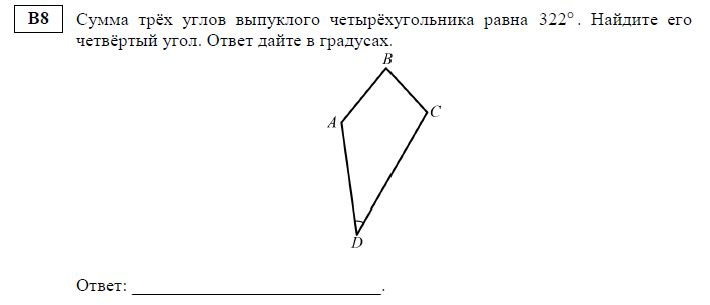 B8 Сумма трёх углов выпуклого четырёхугольника равна 322°. Найдите его
четвёртый угол. Ответ дайте в градусах.
B
A
C
D
Ответ: ____________________________.